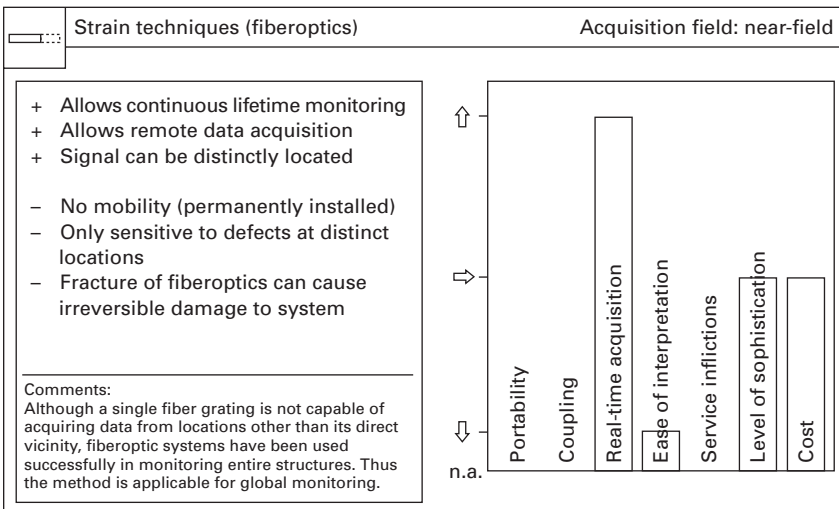 Strain techniques (fiberoptics)
Acquisition field: near-field
+ Allows continuous lifetime monitoring
+ Allows remote data acquisition
+ Signal can be distinctly located
– No mobility (permanently installed)
– Only sensitive to defects at distinct
locations
– Fracture of fiberoptics can cause
irreversible damage to system
Comments:
Although a single fiber grating is not capable of
acquiring data from locations other than its direct
vicinity, fiberoptic systems have been used
successfully in monitoring entire structures. Thus
the method is applicable for global monitoring.
n.a.
Portability
Coupling
Real-time acquisition
Ease of interpretation
Service inflictions
Level of sophistication
Cost